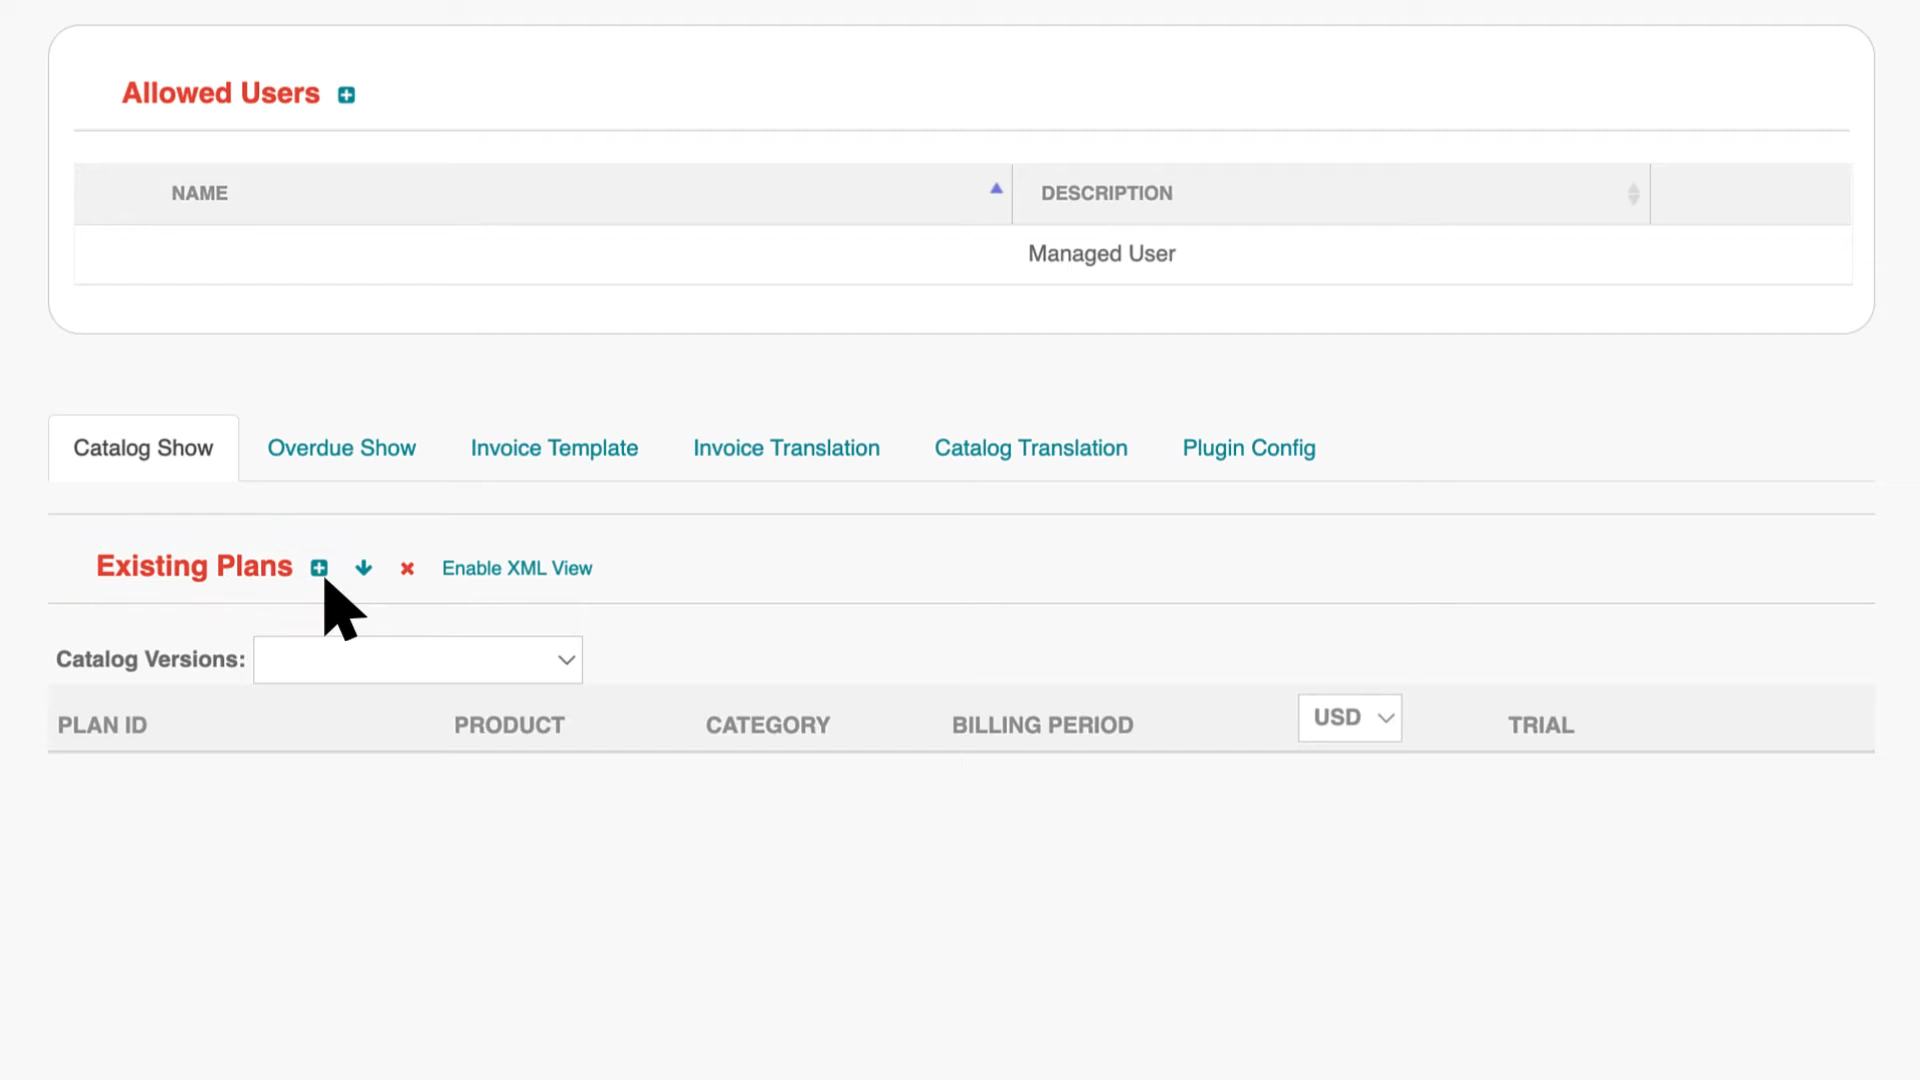 Allowed Users
NAME DESCRIPTION
Managed User
Catalog Show Overdue Show Invoice Template Invoice Translation Catalog Translation Plugin Config
Existing Plans Enable XML View
Catalog Versions:
PLAN ID PRODUCT CATEGORY BILLING PERIOD USD TRIAL